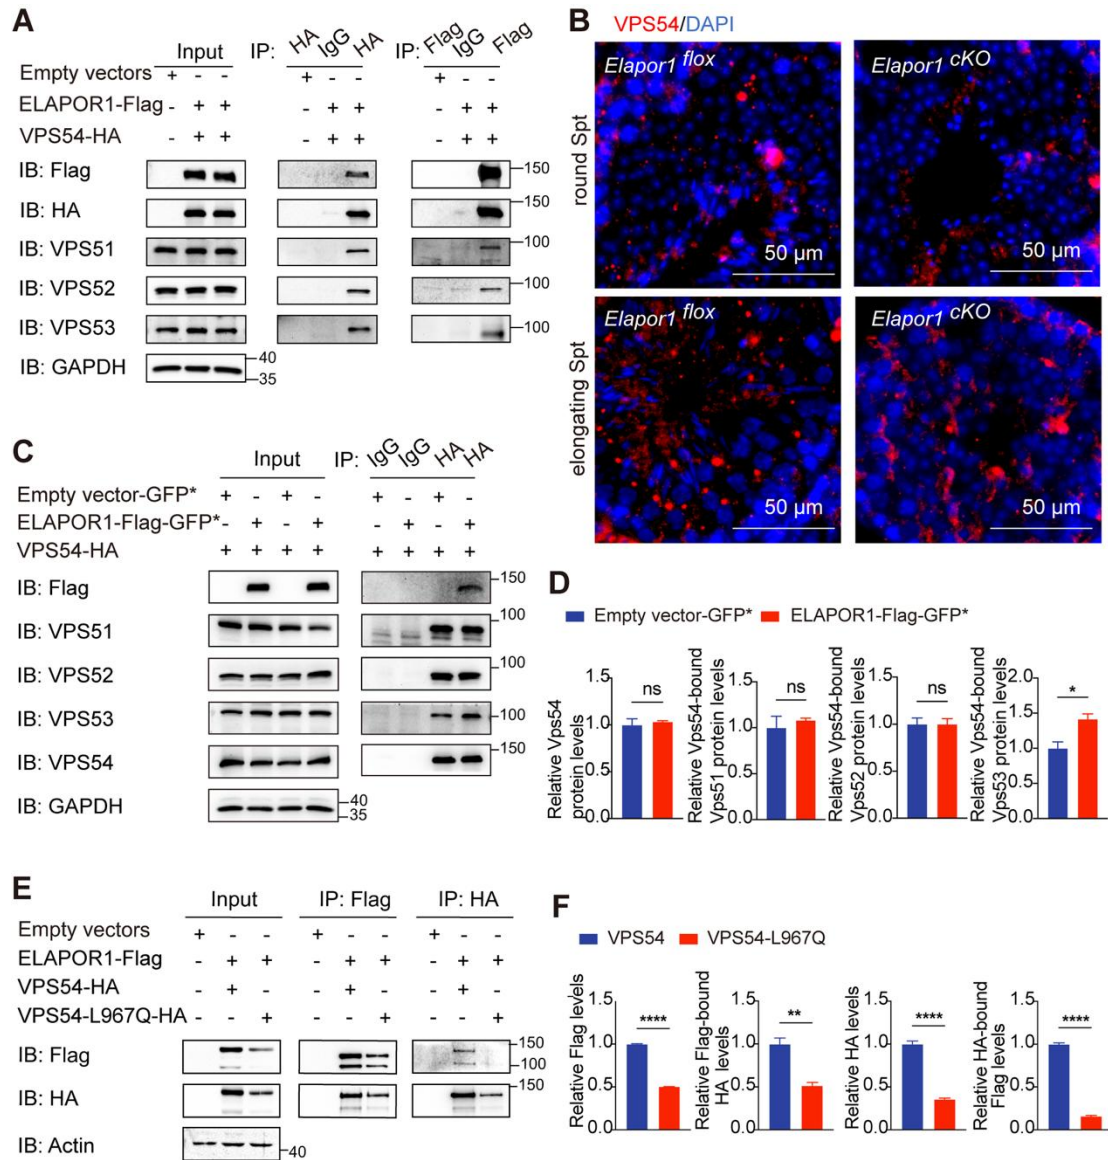 A
Input IP: HA IgG HA IP: Flag IgG Flag
Empty vectors + - - + - - + - -
ELAPOR1-Flag - + + - + + - + +
VPS54-HA - + + - + + - + +
IB: Flag 150
IB: HA 150
IB: VPS51 100
IB: VPS52
IB: VPS53 100
IB: GAPDH 40
35
B
VPS54/DAPI
round Spt
Elapor1 flox
50 µm
Elapor1 cKO
50 µm
elongating Spt
Elapor1 flox
50 µm
Elapor1 cKO
50 µm
C
Input IP: IgG IgG HA HA
Empty vector-GFP* + - + - + - + -
ELAPOR1-Flag-GFP* - + - + - + - +
VPS54-HA + + + + + + + +
IB: Flag 150
IB: VPS51 100
IB: VPS52 100
IB: VPS53 100
IB: VPS54 150
IB: GAPDH 40
35
D
Empty vector-GFP* ELAPOR1-Flag-GFP*
Relative Vps54
protein levels
1.5
1.0
0.5
0.0
ns
Relative Vps54-bound
Vps51 protein levels
1.5
1.0
0.5
0.0
ns
Relative Vps54-bound
Vps52 protein levels
1.5
1.0
0.5
0.0
ns
Relative Vps54-bound
Vps53 protein levels
2.0
1.5
1.0
0.5
0.0
*
E
Input IP: Flag IP: HA
Empty vectors + - - + - - + - -
ELAPOR1-Flag - + + - + + - + +
VPS54-HA - + - - + - - + -
VPS54-L967Q-HA - - + - - + - - +
IB: Flag 150
100
IB: HA 150
IB: Actin 40
F
VPS54 VPS54-L967Q
Relative Flag levels
1.5
1.0
0.5
0.0
****
Relative Flag-bound
HA levels
1.5
1.0
0.5
0.0
**
Relative HA levels
1.5
1.0
0.5
0.0
****
Relative HA-bound
Flag levels
1.5
1.0
0.5
0.0
****